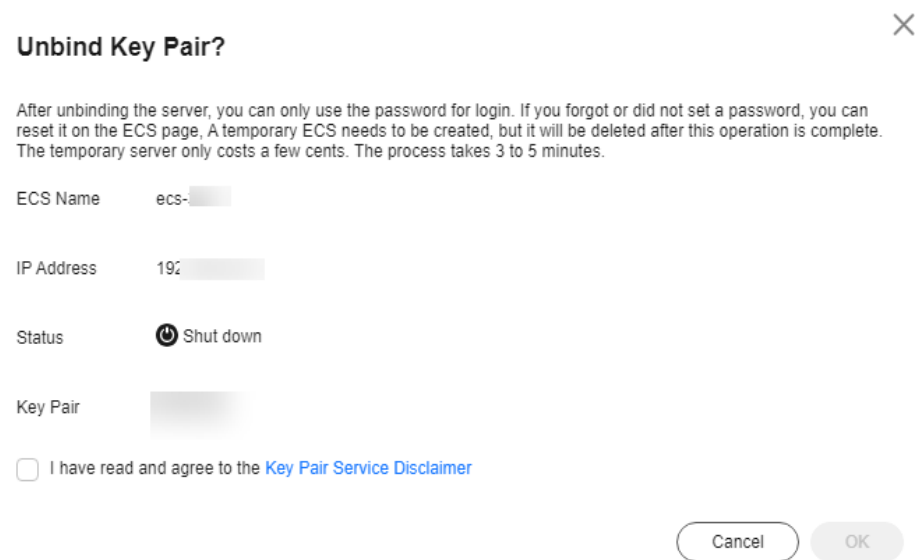 Unbind Key Pair?
After unbinding the server, you can only use the password for login. If you forgot or did not set a password, you can
reset it on the ECS page, A temporary ECS needs to be created, but it will be deleted after this operation is complete.
The temporary server only costs a few cents. The process takes 3 to 5 minutes.
ECS Name ecs-
IP Address 192
Status Shut down
Key Pair
I have read and agree to the Key Pair Service Disclaimer
Cancel OK